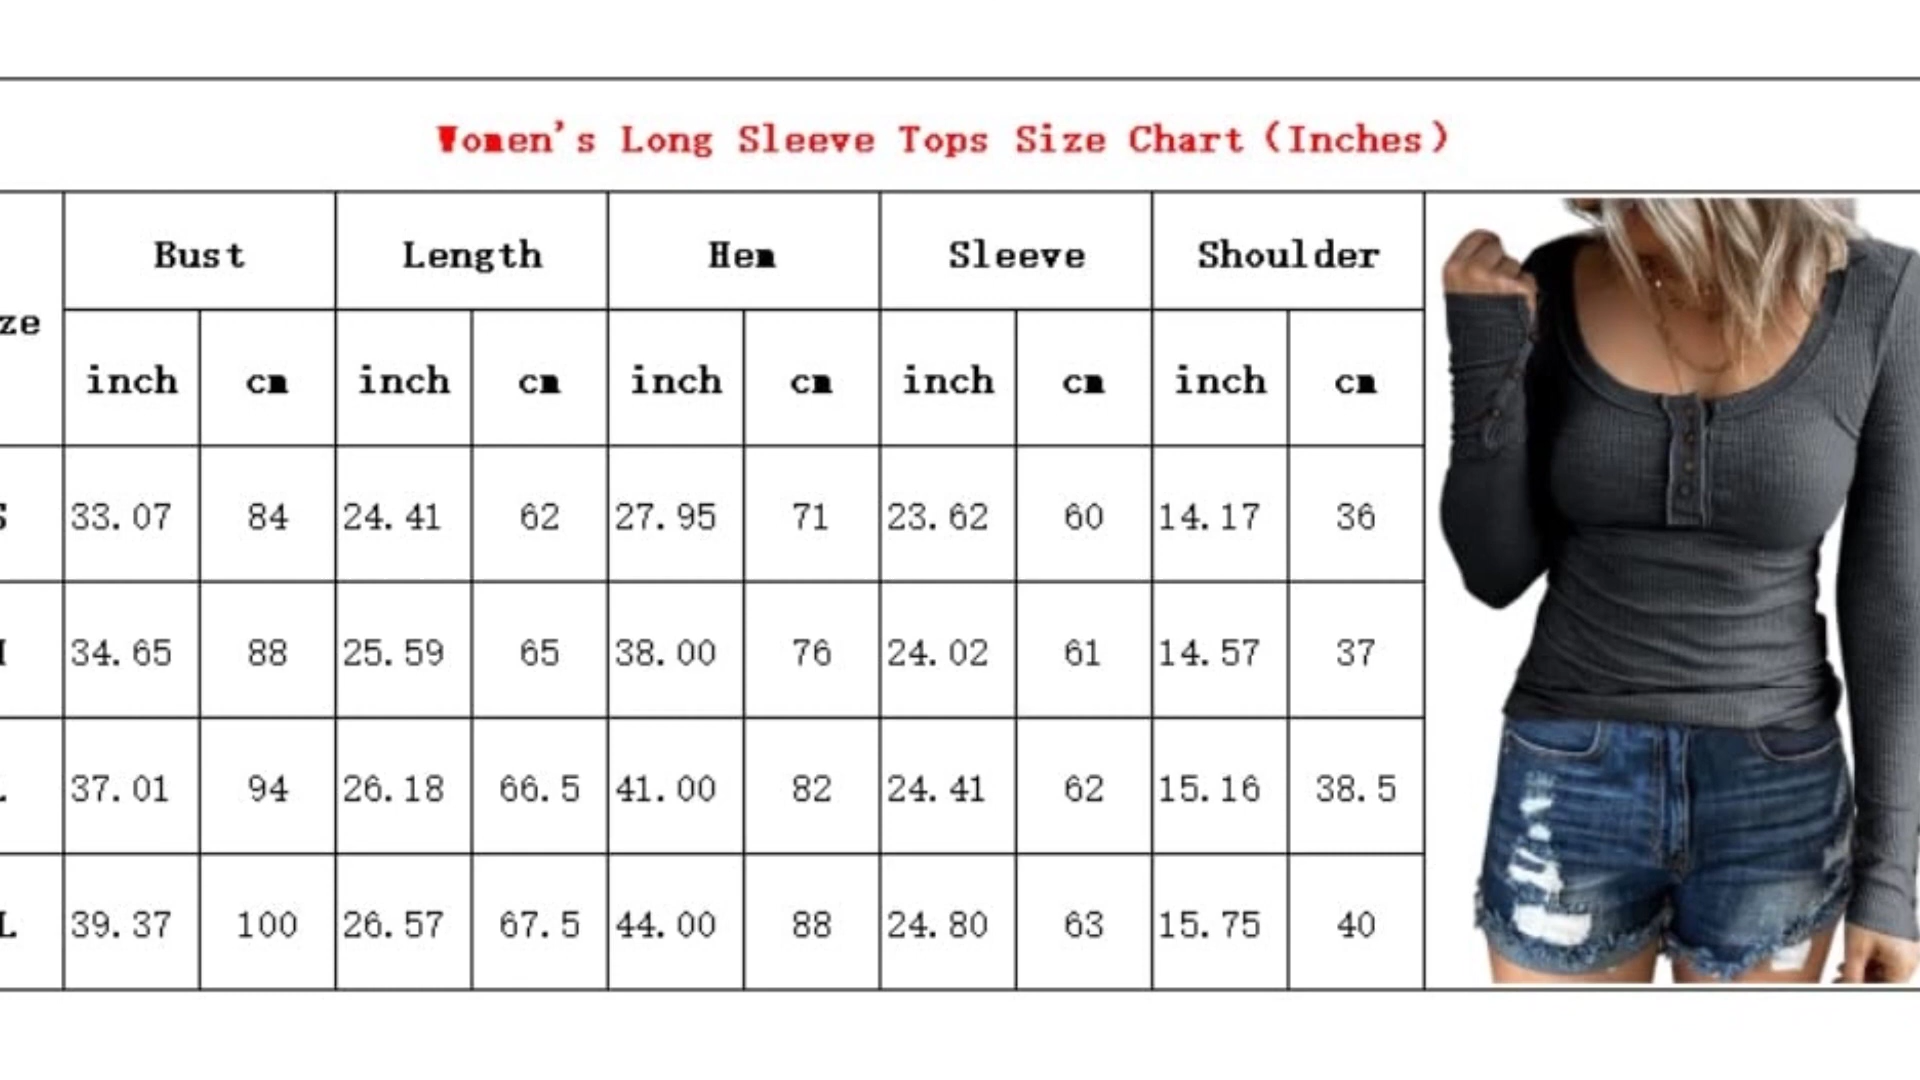 Women's Long Sleeve Tops Size Chart (Inches)
ze Bust Length Hem Sleeve Shoulder
inch cm inch cm inch cm inch cm inch cm
S 33.07 84 24.41 62 27.95 71 23.62 60 14.17 36
34.65 88 25.59 65 38.00 76 24.02 61 14.57 37
L 37.01 94 26.18 66.5 41.00 82 24.41 62 15.16 38.5
L 39.37 100 26.57 67.5 44.00 88 24.80 63 15.75 40